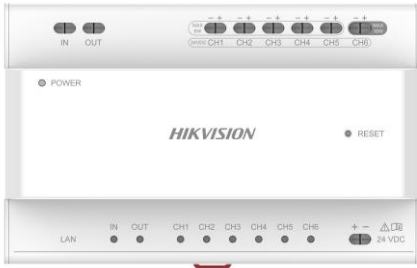 − + − + − + − + − + − +
IN OUT CH1 CH2 CH3 CH4 CH5 CH6
POWER
HIKVISION
RESET
IN OUT CH1 CH2 CH3 CH4 CH5 CH6 + −
LAN 24 VDC